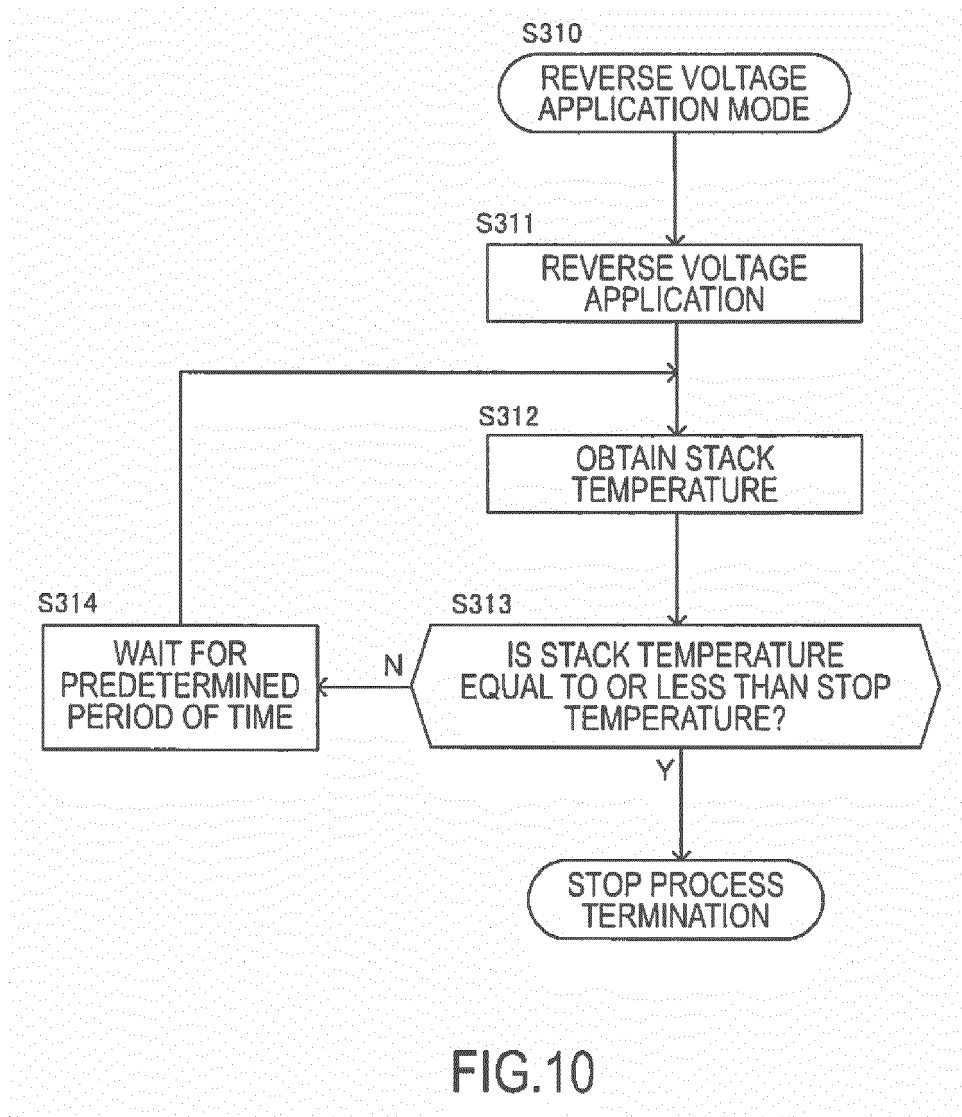 S310
REVERSE VOLTAGE
APPLICATION MODE
S311
REVERSE VOLTAGE
APPLICATION
S312
OBTAIN STACK
TEMPERATURE
S313
IS STACK TEMPERATURE
EQUAL TO OR LESS THAN STOP
TEMPERATURE?
N
S314
WAIT FOR
PREDETERMINED
PERIOD OF TIME
Y
STOP PROCESS
TERMINATION
FIG.10